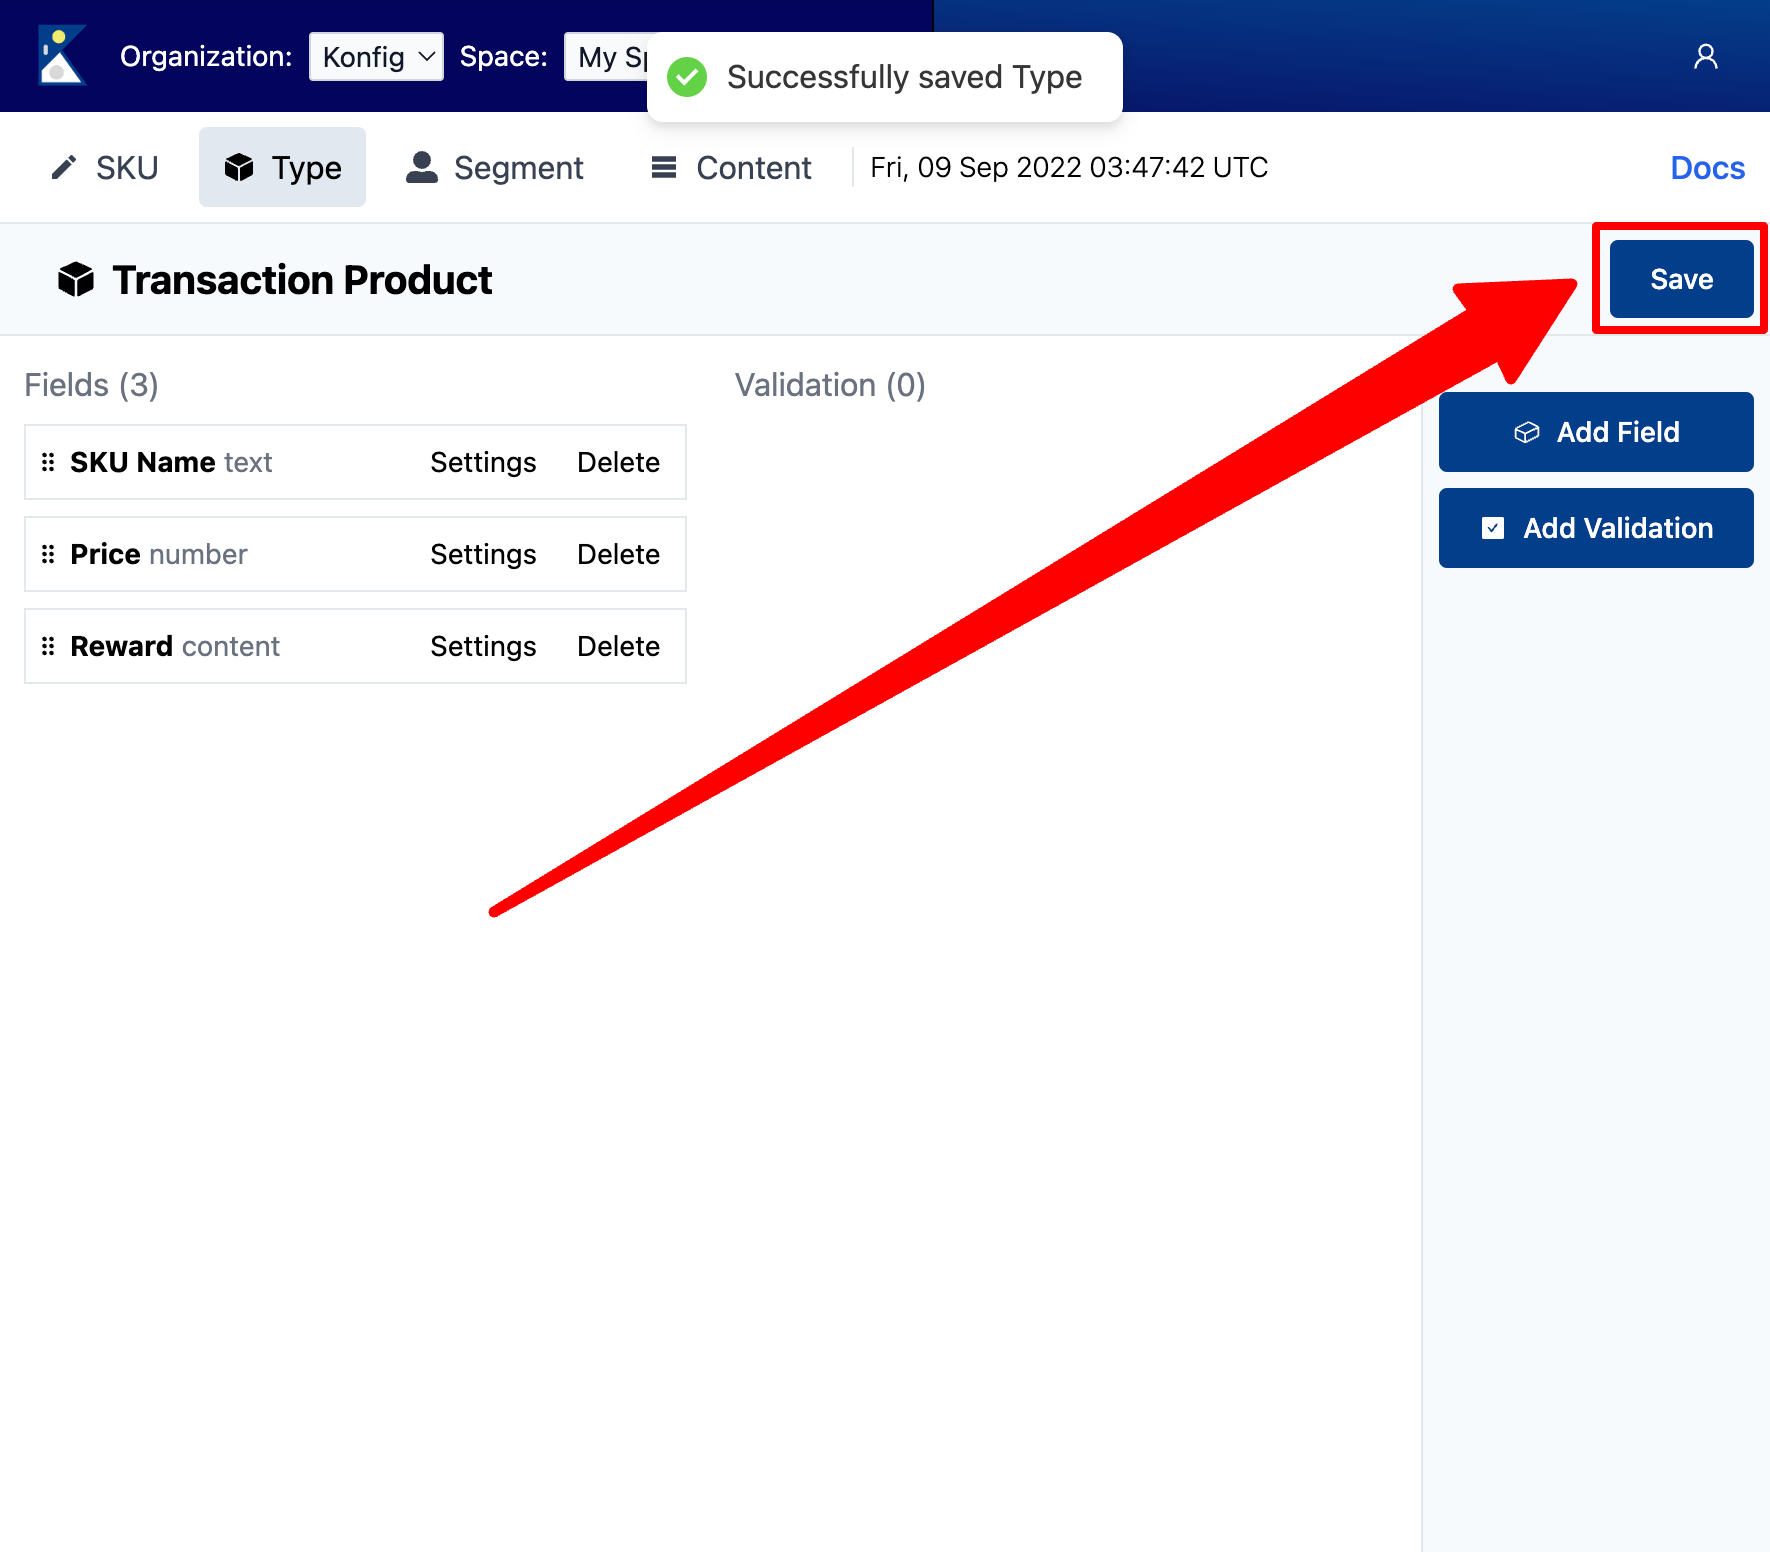 Organization: Konfig Space: My
Successfully saved Type
SKU Type Segment Content Fri, 09 Sep 2022 03:47:42 UTC Docs
Transaction Product Save
Fields (3) Validation (0)
SKU Name text Settings Delete
Price number Settings Delete
Reward content Settings Delete
Add Field
Add Validation